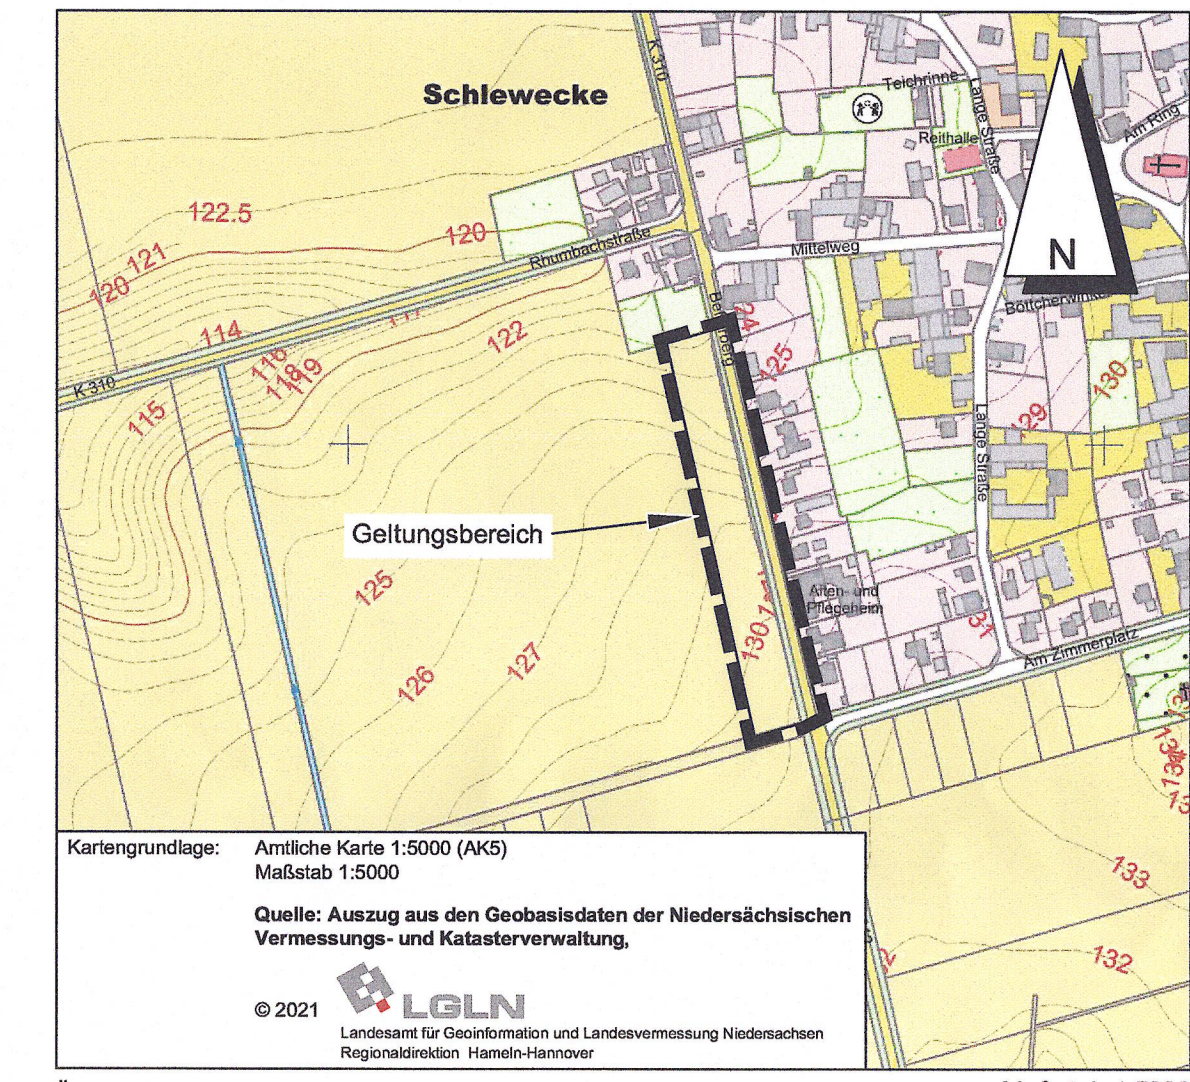 K 310
Schlewecke
Teichrinne
Lange Straße
Am Ring
Reithalle
122.5
120
121
120
Rhumbachstraße
Mittelweg
N
114
116
118
119
122
125
130
129
K 310
115
Lange Straße
Geltungsbereich
125
126
127
130
Alten- und
Pflegeheim
31
Am Zimmerplatz
133
132
Kartengrundlage:
Amtliche Karte 1:5000 (AK5)
Maßstab 1:5000
Quelle: Auszug aus den Geobasisdaten der Niedersächsischen
Vermessungs- und Katasterverwaltung,
© 2021
LGLN
Landesamt für Geoinformation und Landesvermessung Niedersachsen
Regionaldirektion Hameln-Hannover